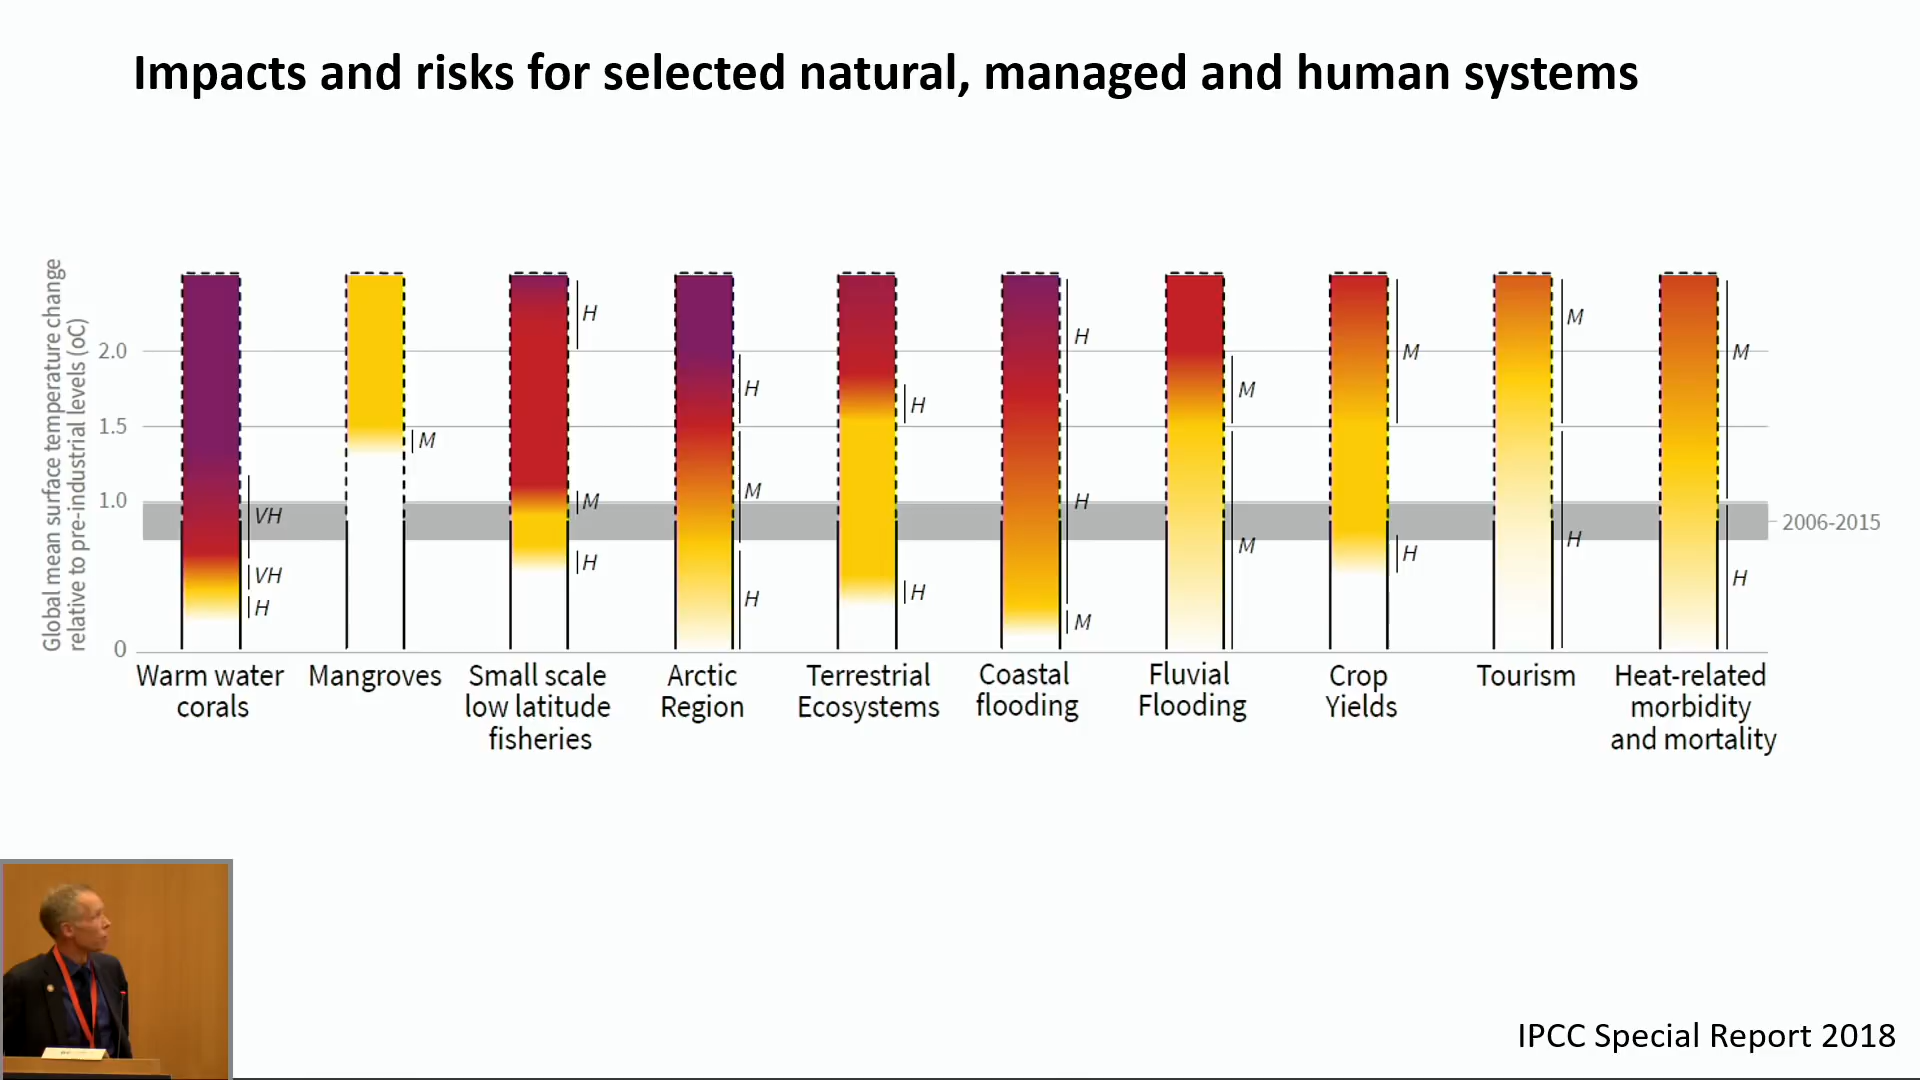 Impacts and risks for selected natural, managed and human systems
Global mean surface temperature change
relative to pre-industrial levels (oC)
2.0
1.5
1.0
0
2006-2015
VH
VH
H
M
H
M
H
H
M
H
H
H
H
H
M
M
M
M
H
M
H
M
H
Warm water
corals
Mangroves
Small scale
low latitude
fisheries
Arctic
Region
Terrestrial
Ecosystems
Coastal
flooding
Fluvial
Flooding
Crop
Yields
Tourism
Heat-related
morbidity
and mortality
IPCC Special Report 2018